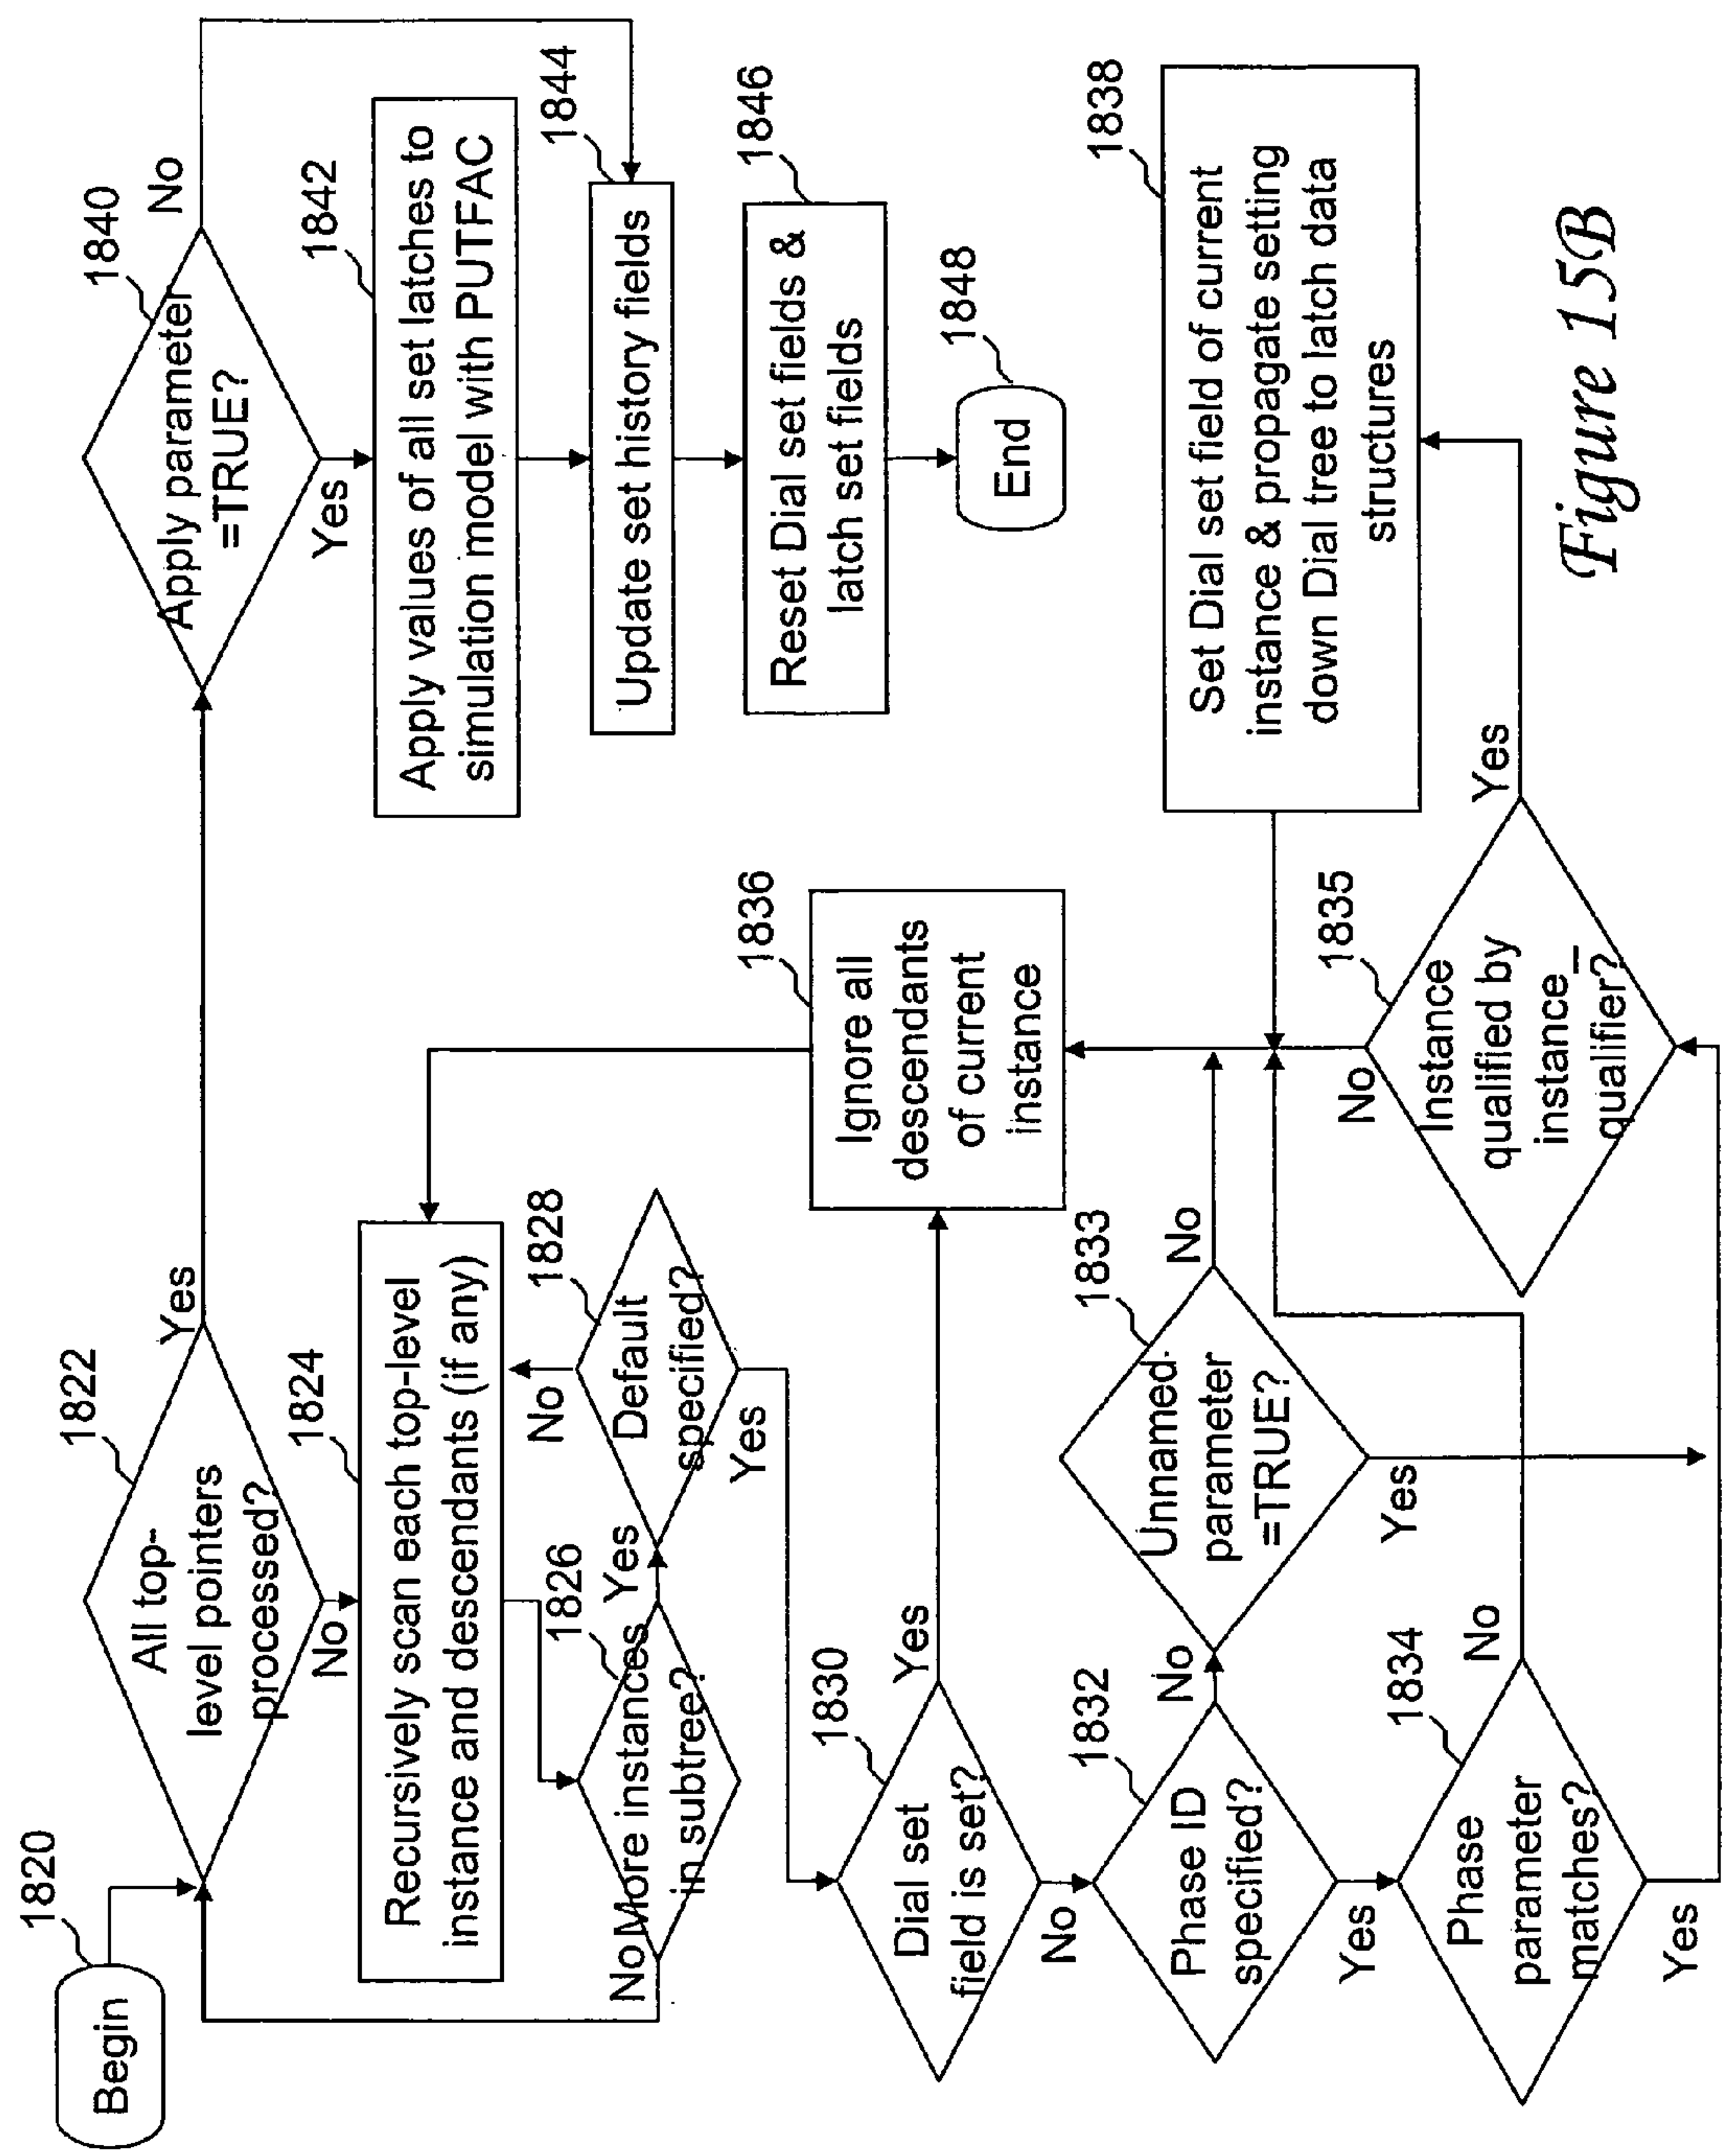 Begin
1820
All top-
level pointers
processed?
1822
Yes
No
1824
Recursively scan each top-level
instance and descendants (if any)
1826
More instances
in subtree?
No
Yes
1828
Default
specified?
No
Yes
1830
Dial set
field is set?
Yes
No
1832
Phase ID
specified?
No
Yes
1833
Unnamed
parameter
=TRUE?
No
Yes
1834
Phase
parameter
matches?
No
Yes
1836
Ignore all
descendants
of current
instance
1835
Instance
qualified by
instance_
qualifier?
No
Yes
1838
Set Dial set field of current
instance & propagate setting
down Dial tree to latch data
structures
1840
Apply parameter
=TRUE?
No
Yes
1842
Apply values of all set latches to
simulation model with PUTFAC
1844
Update set history fields
1846
Reset Dial set fields &
latch set fields
1848
End
Figure 15B